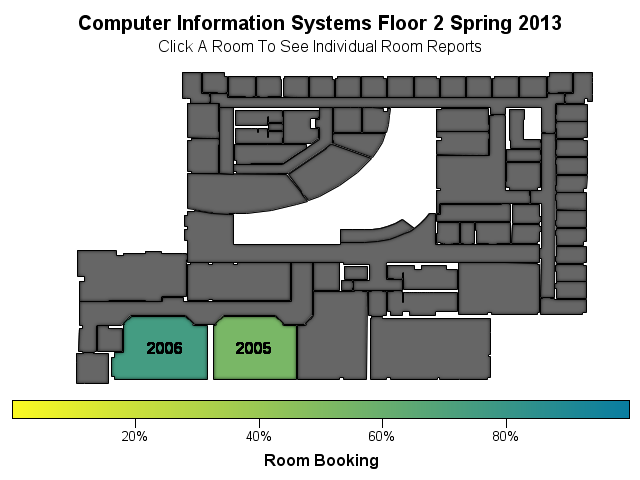 Computer Information Systems Floor 2 Spring 2013
Click A Room To See Individual Room Reports
2006 2005
20% 40% 60% 80%
Room Booking